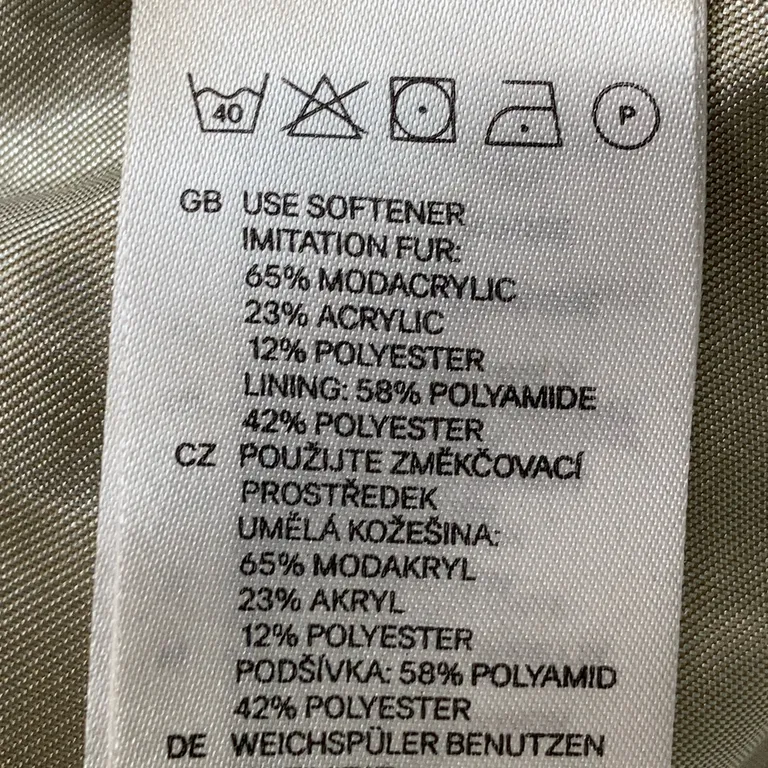 40 P
GB USE SOFTENER
IMITATION FUR:
65% MODACRYLIC
23% ACRYLIC
12% POLYESTER
LINING: 58% POLYAMIDE
42% POLYESTER
CZ POUŽIJTE ZMĚKČOVACÍ
PROSTŘEDEK
UMĚLÁ KOŽEŠINA:
65% MODAKRYL
23% AKRYL
12% POLYESTER
PODŠÍVKA: 58% POLYAMID
42% POLYESTER
DE WEICHSPÜLER BENUTZEN